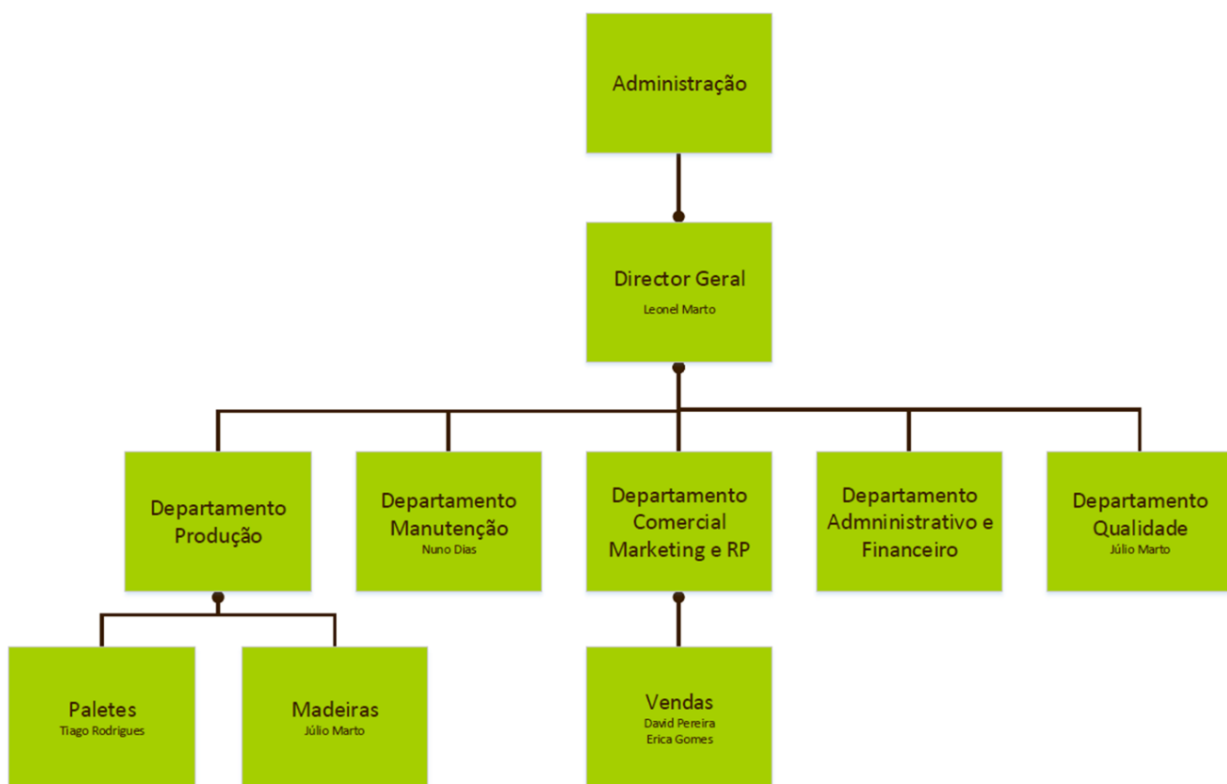 Administração
Director Geral
Leonel Marto
Departamento
Produção
Departamento
Manutenção
Nuno Dias
Departamento
Comercial
Marketing e RP
Departamento
Admninistrativo e
Financeiro
Departamento
Qualidade
Júlio Marto
Paletes
Tiago Rodrigues
Madeiras
Júlio Marto
Vendas
David Pereira
Erica Gomes